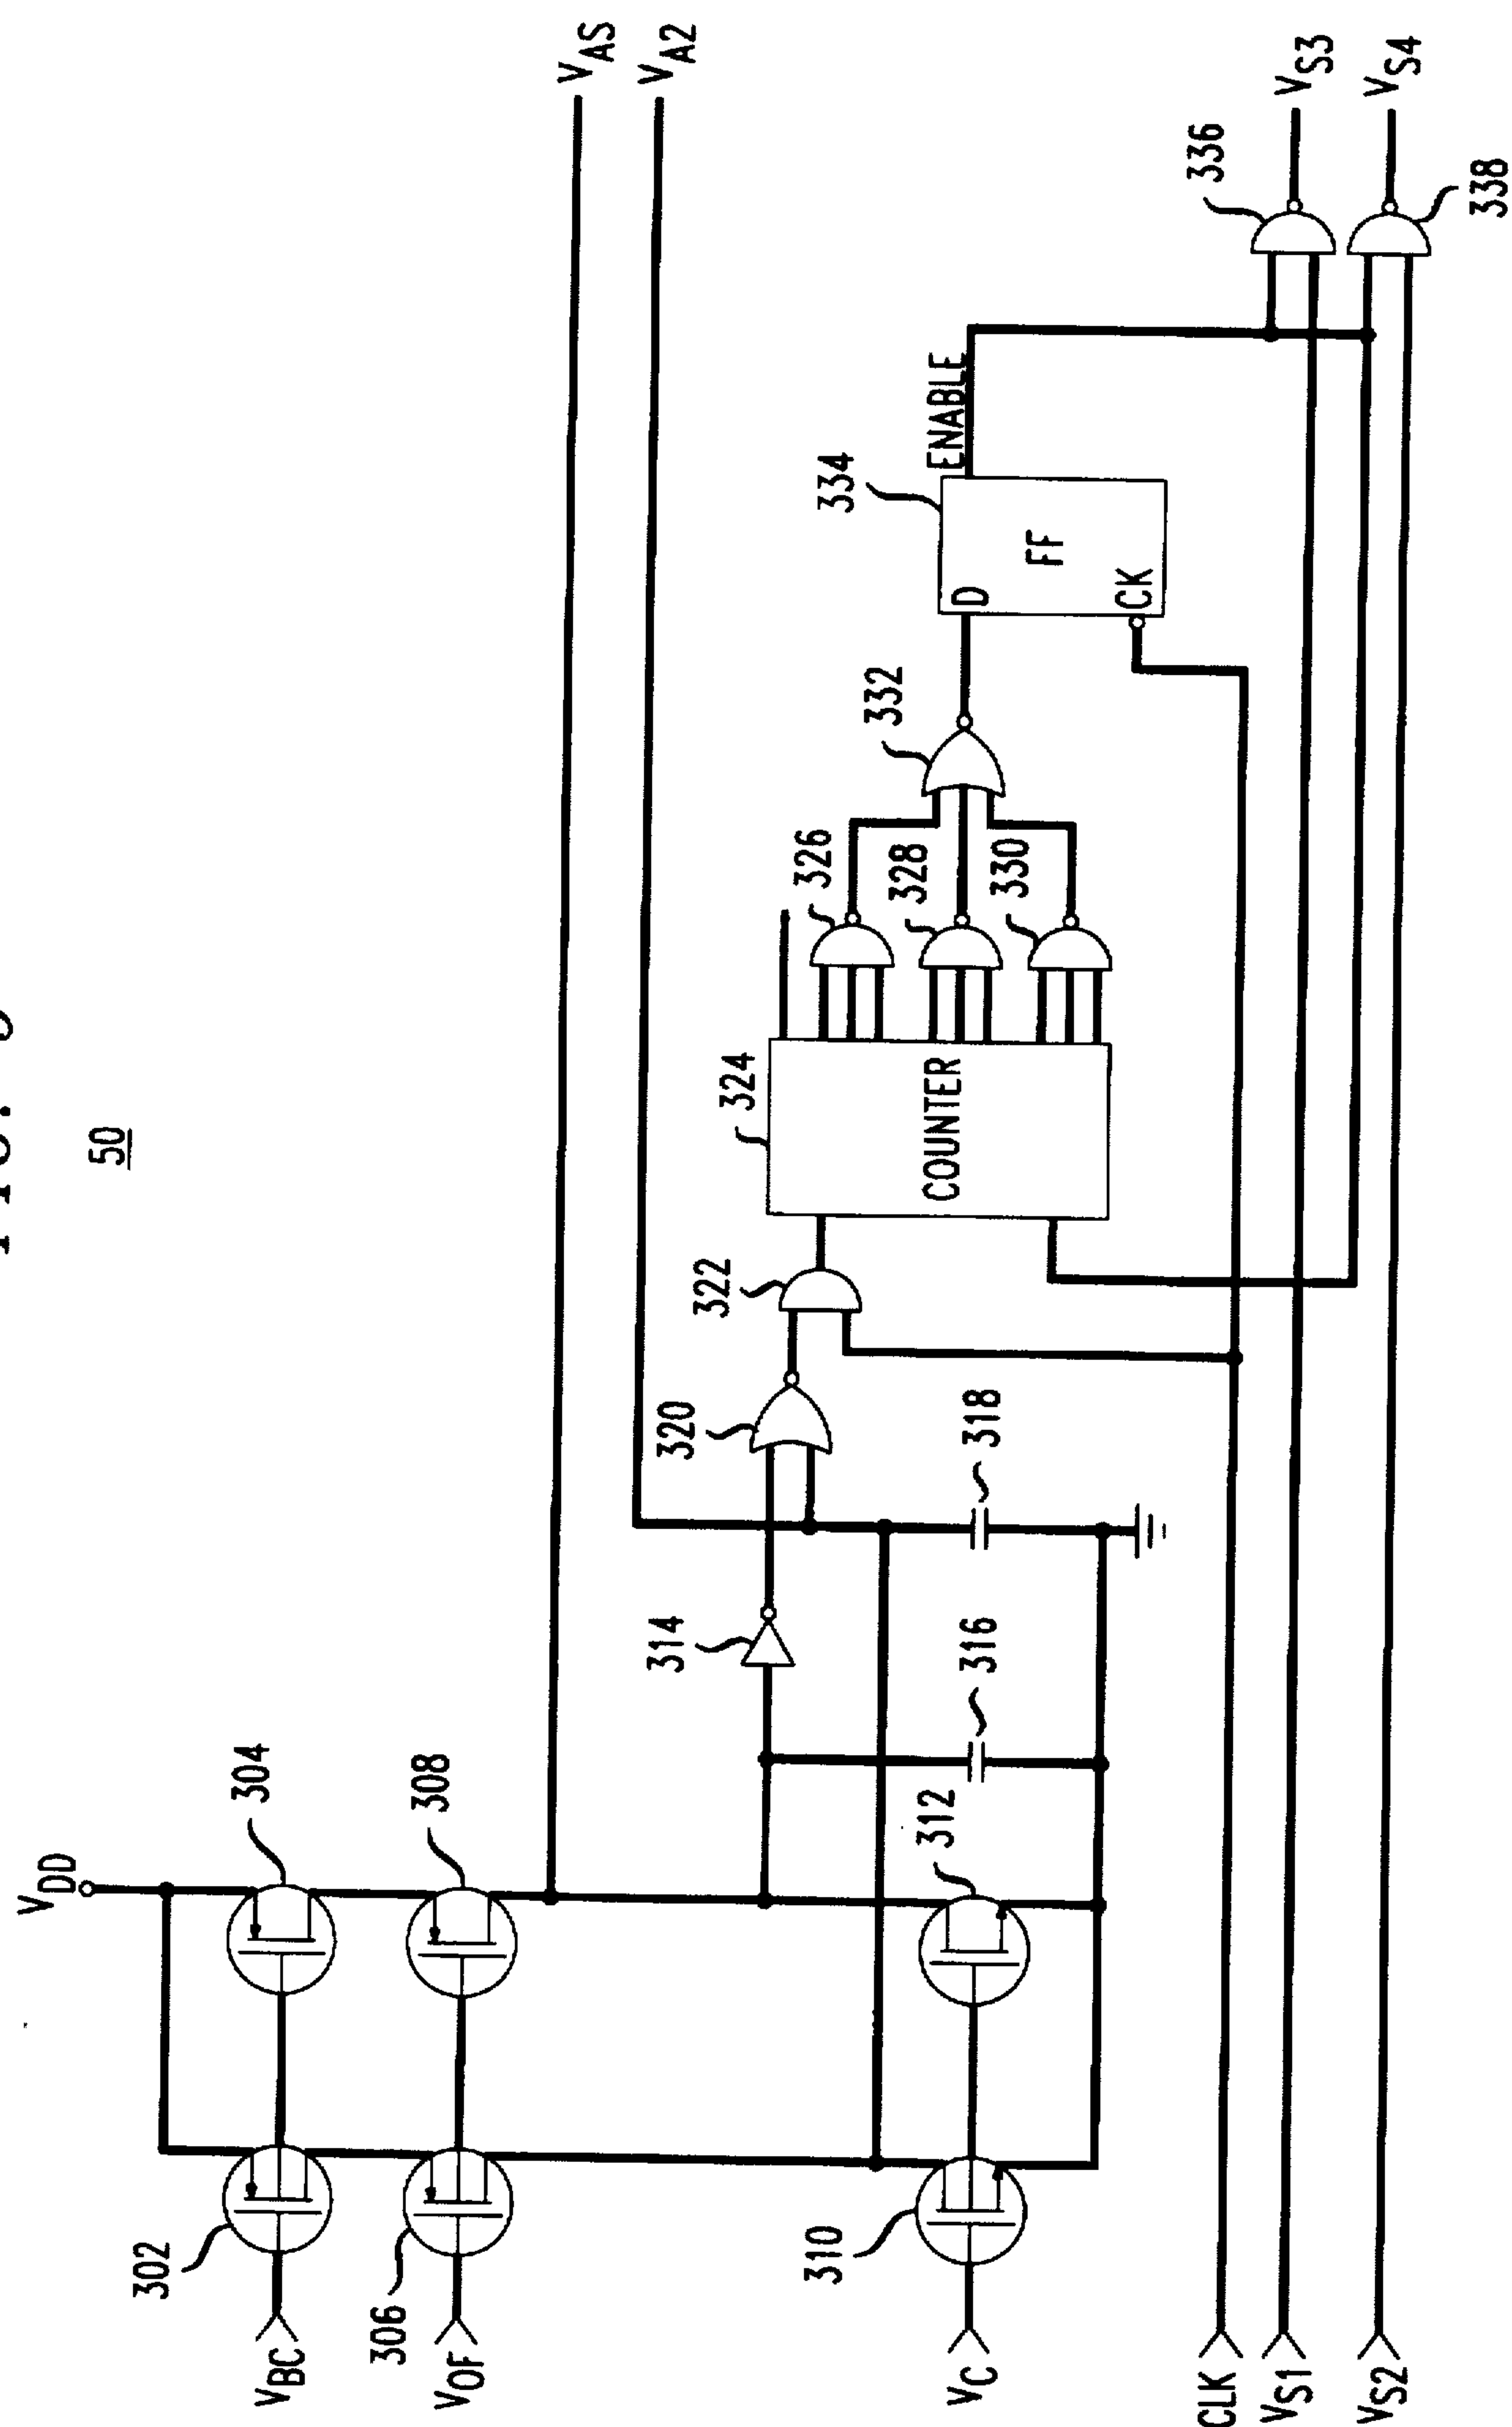 50
VDD
304
302
VBC
308
306
VOF
VAS
VA2
314
320
322
324
COUNTER
326
328
330
332
334
D
FF
CK
ENABLE
312
316
318
310
VC
336
VS3
VS4
338
CLK
VS1
VS2